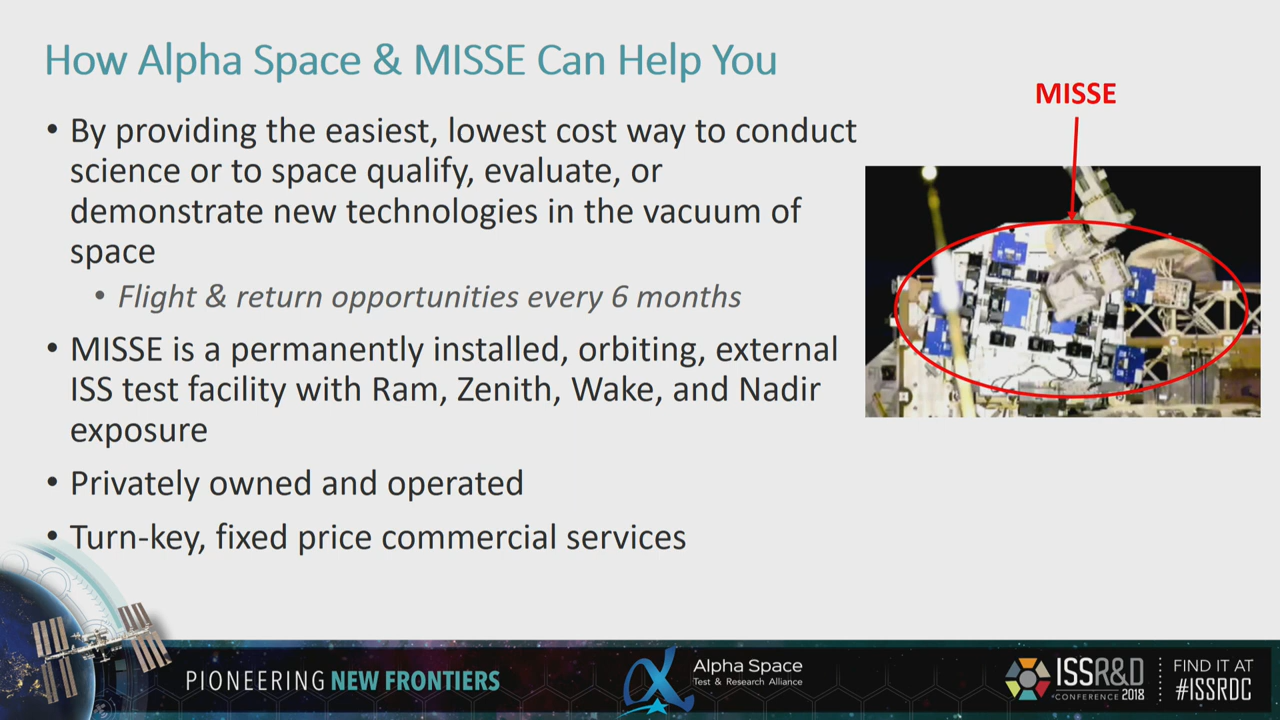 How Alpha Space & MISSE Can Help You
MISSE
• By providing the easiest, lowest cost way to conduct
science or to space qualify, evaluate, or
demonstrate new technologies in the vacuum of
space
• Flight & return opportunities every 6 months
• MISSE is a permanently installed, orbiting, external
ISS test facility with Ram, Zenith, Wake, and Nadir
exposure
• Privately owned and operated
• Turn-key, fixed price commercial services
PIONEERING NEW FRONTIERS
Alpha Space
Test & Research Alliance
ISSR&D
CONFERENCE 2018
FIND IT AT
#ISSRDC